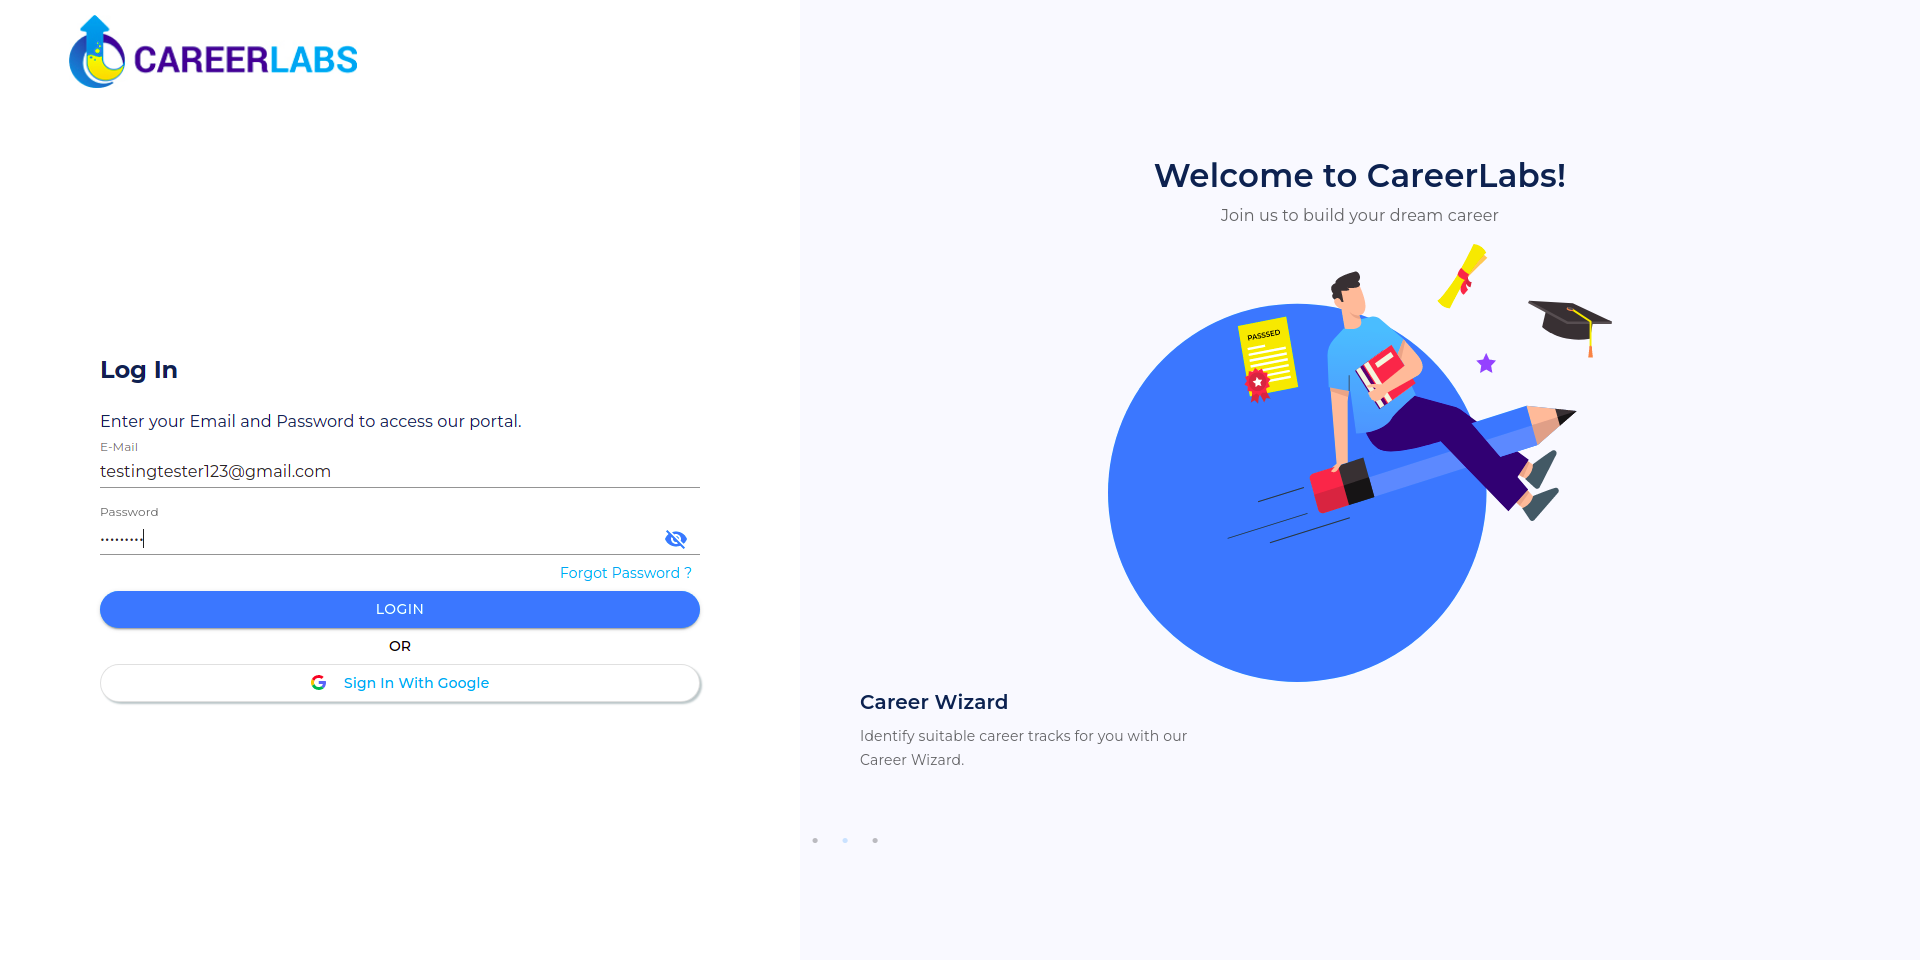 CAREERLABS
Log In
Enter your Email and Password to access our portal.
E-Mail
testingtester123@gmail.com
Password
•••••••••
Forgot Password ?
LOGIN
OR
Sign In With Google
Welcome to CareerLabs!
Join us to build your dream career
PASSSED
Career Wizard
Identify suitable career tracks for you with our
Career Wizard.